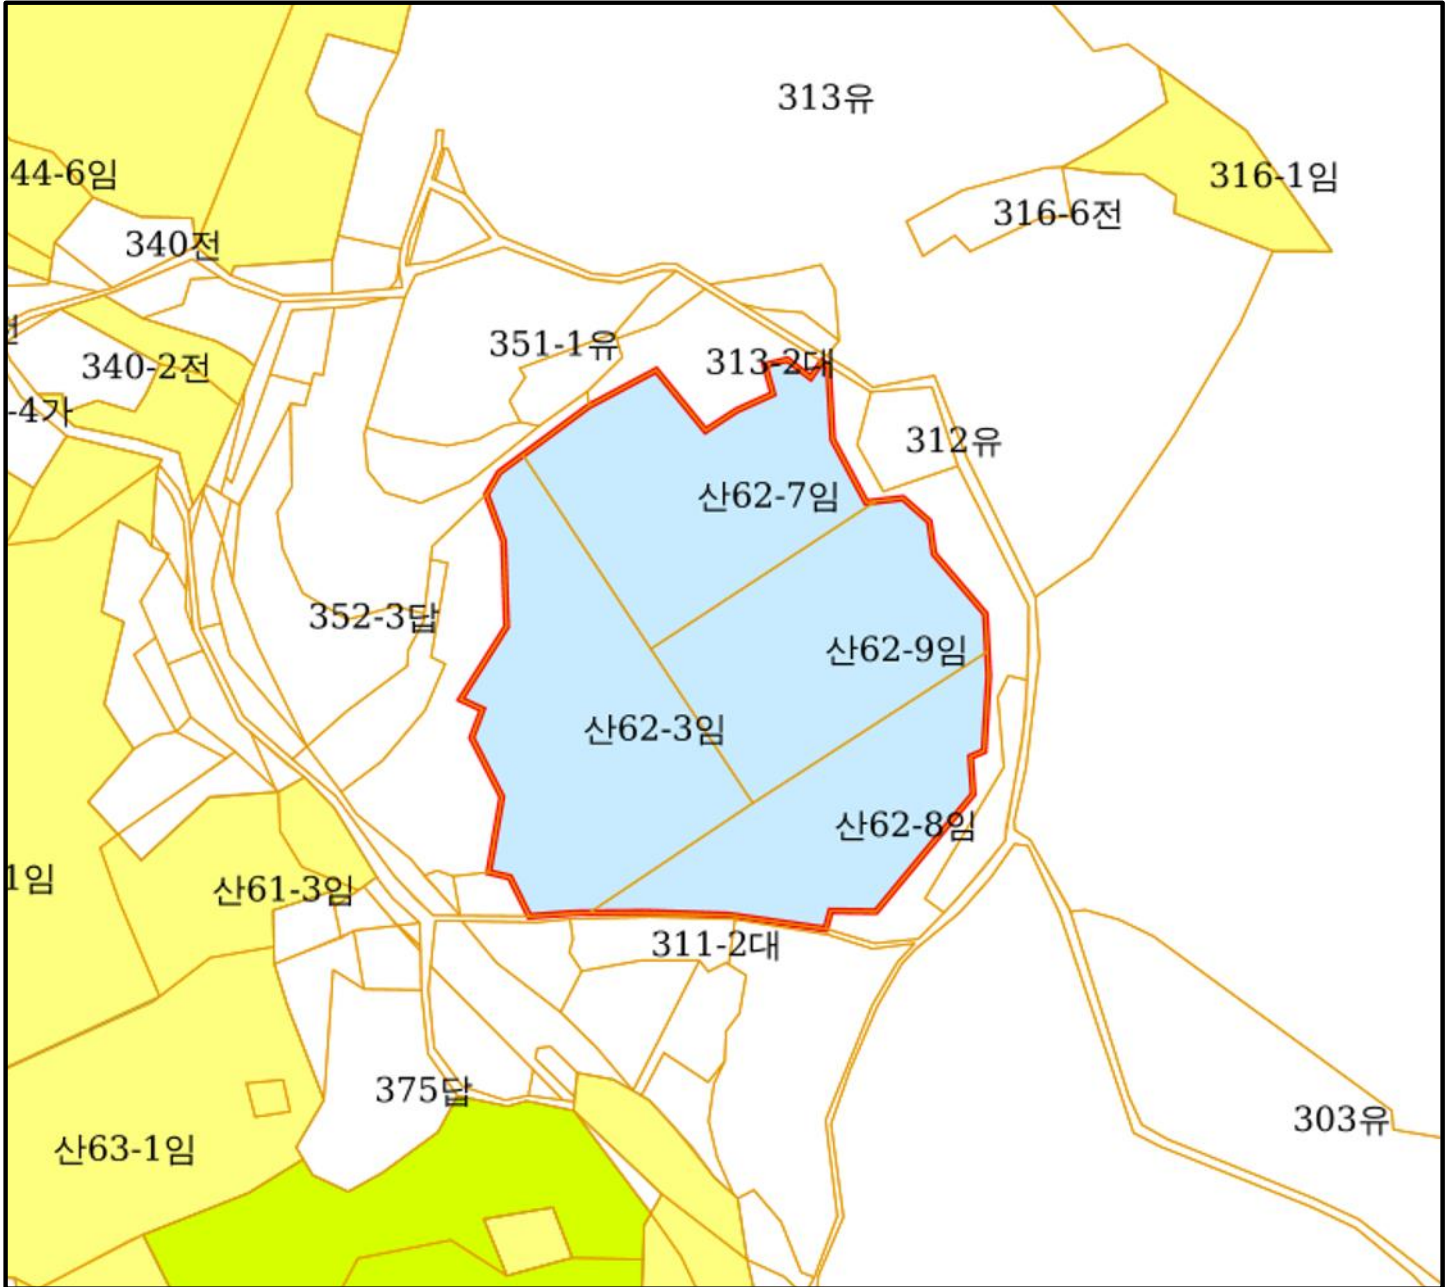 313유
44-6임
316-1임
316-6전
340전
351-1유
313-2대
340-2전
-4가
312유
산62-7임
352-3답
산62-9임
산62-3임
산62-8임
1임
산61-3임
311-2대
375답
303유
산63-1임